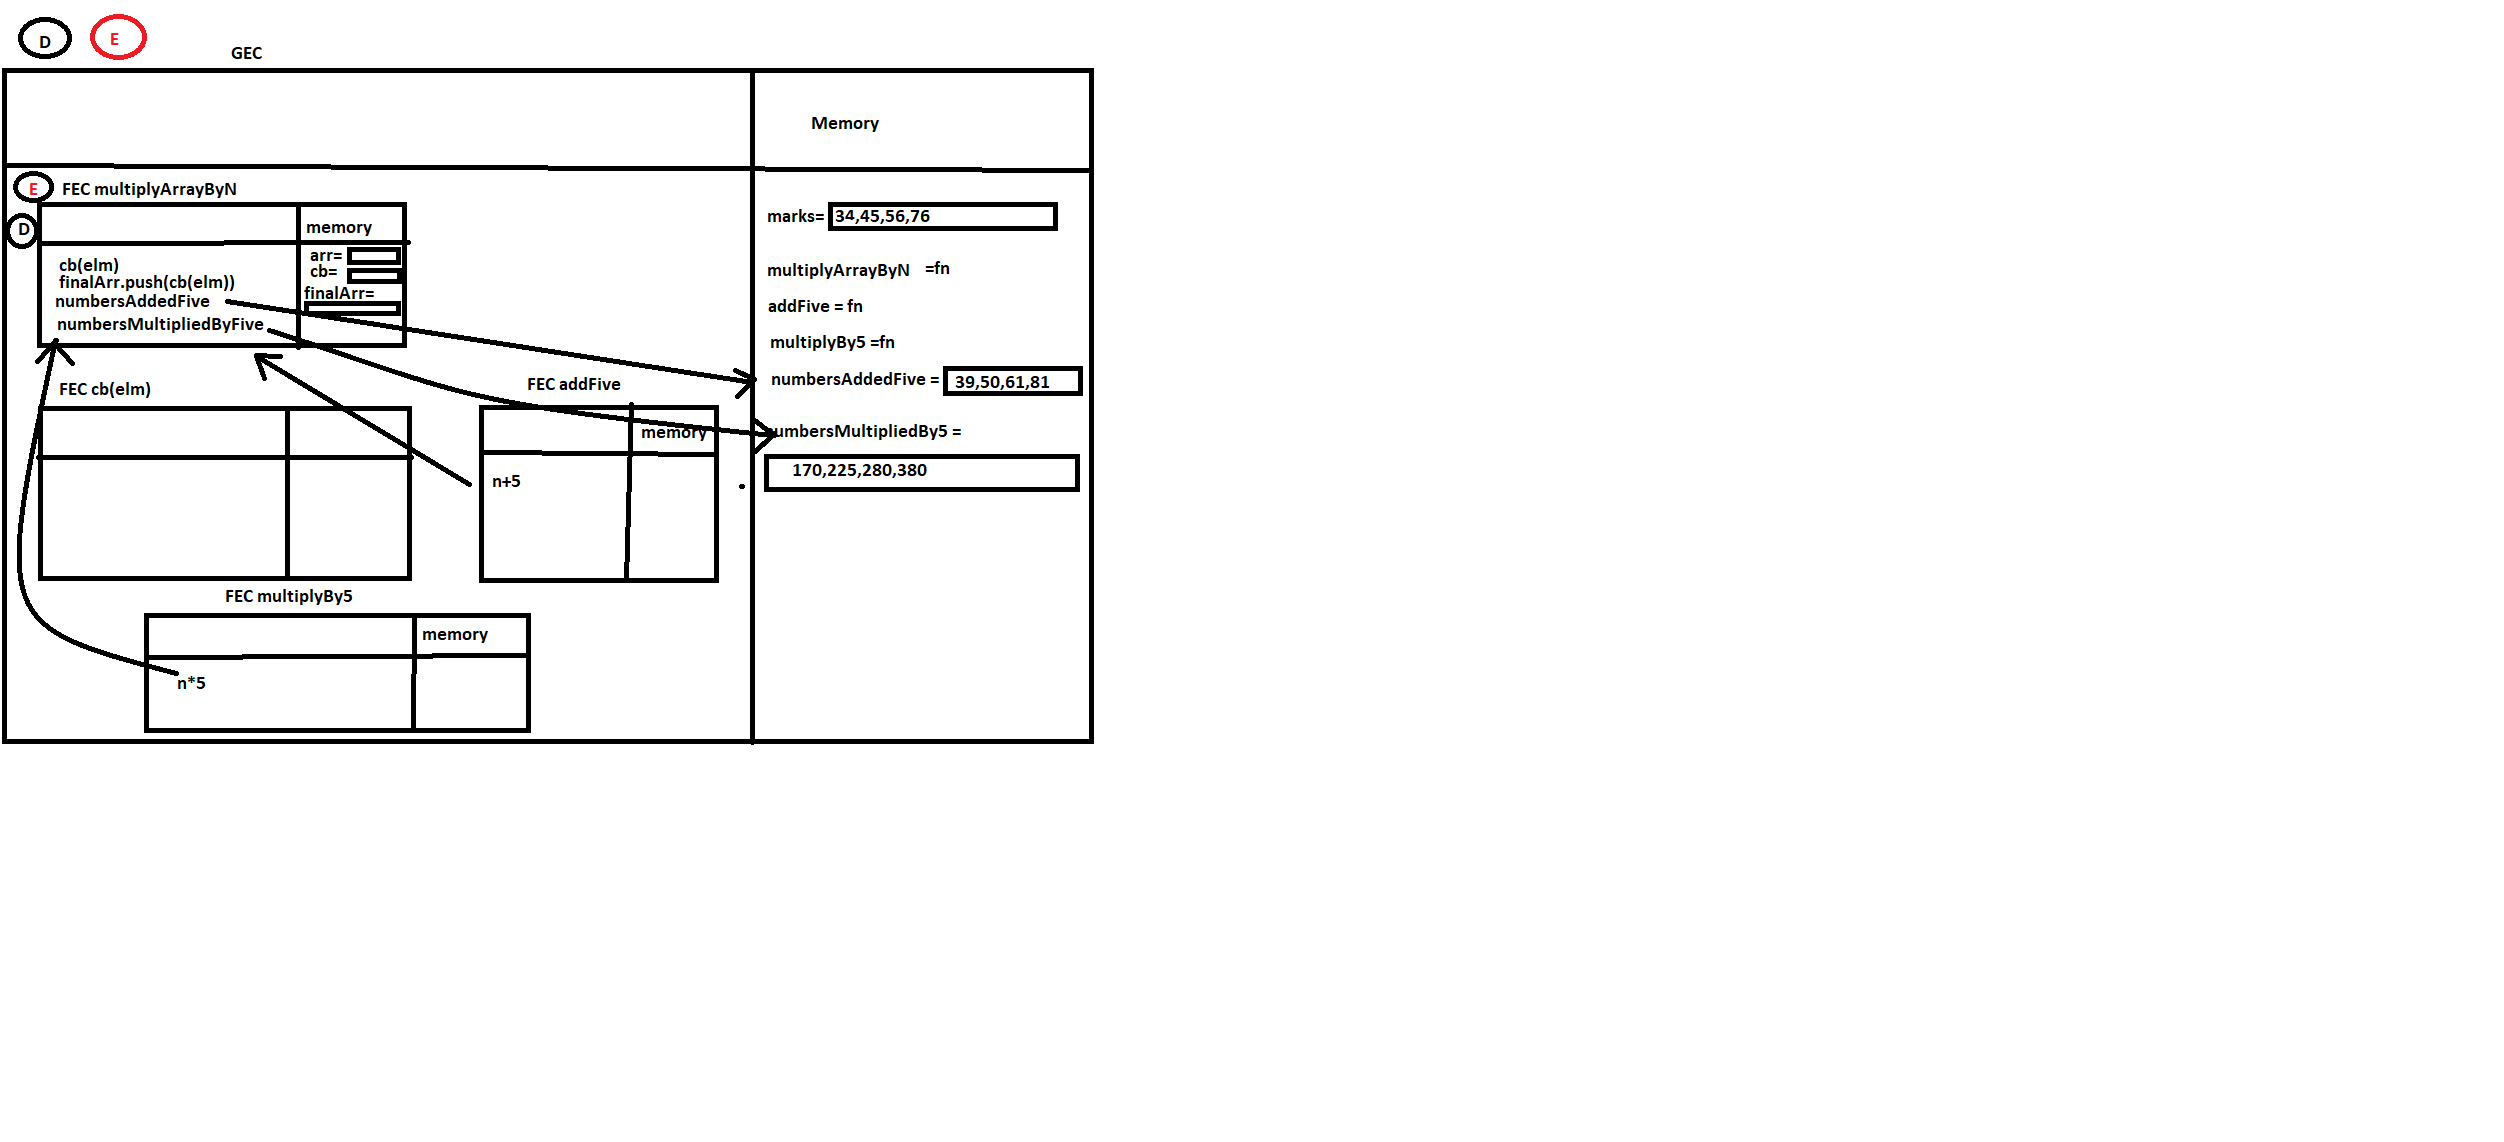 D E
GEC
Memory
E FEC multiplyArrayByN
D
memory
arr=
cb=
finalArr=
cb(elm)
finalArr.push(cb(elm))
numbersAddedFive
numbersMultipliedByFive
FEC cb(elm)
FEC addFive
memory
n+5
FEC multiplyBy5
memory
n*5
marks= 34,45,56,76
multiplyArrayByN =fn
addFive = fn
multiplyBy5 =fn
numbersAddedFive = 39,50,61,81
umbersMultipliedBy5 =
170,225,280,380